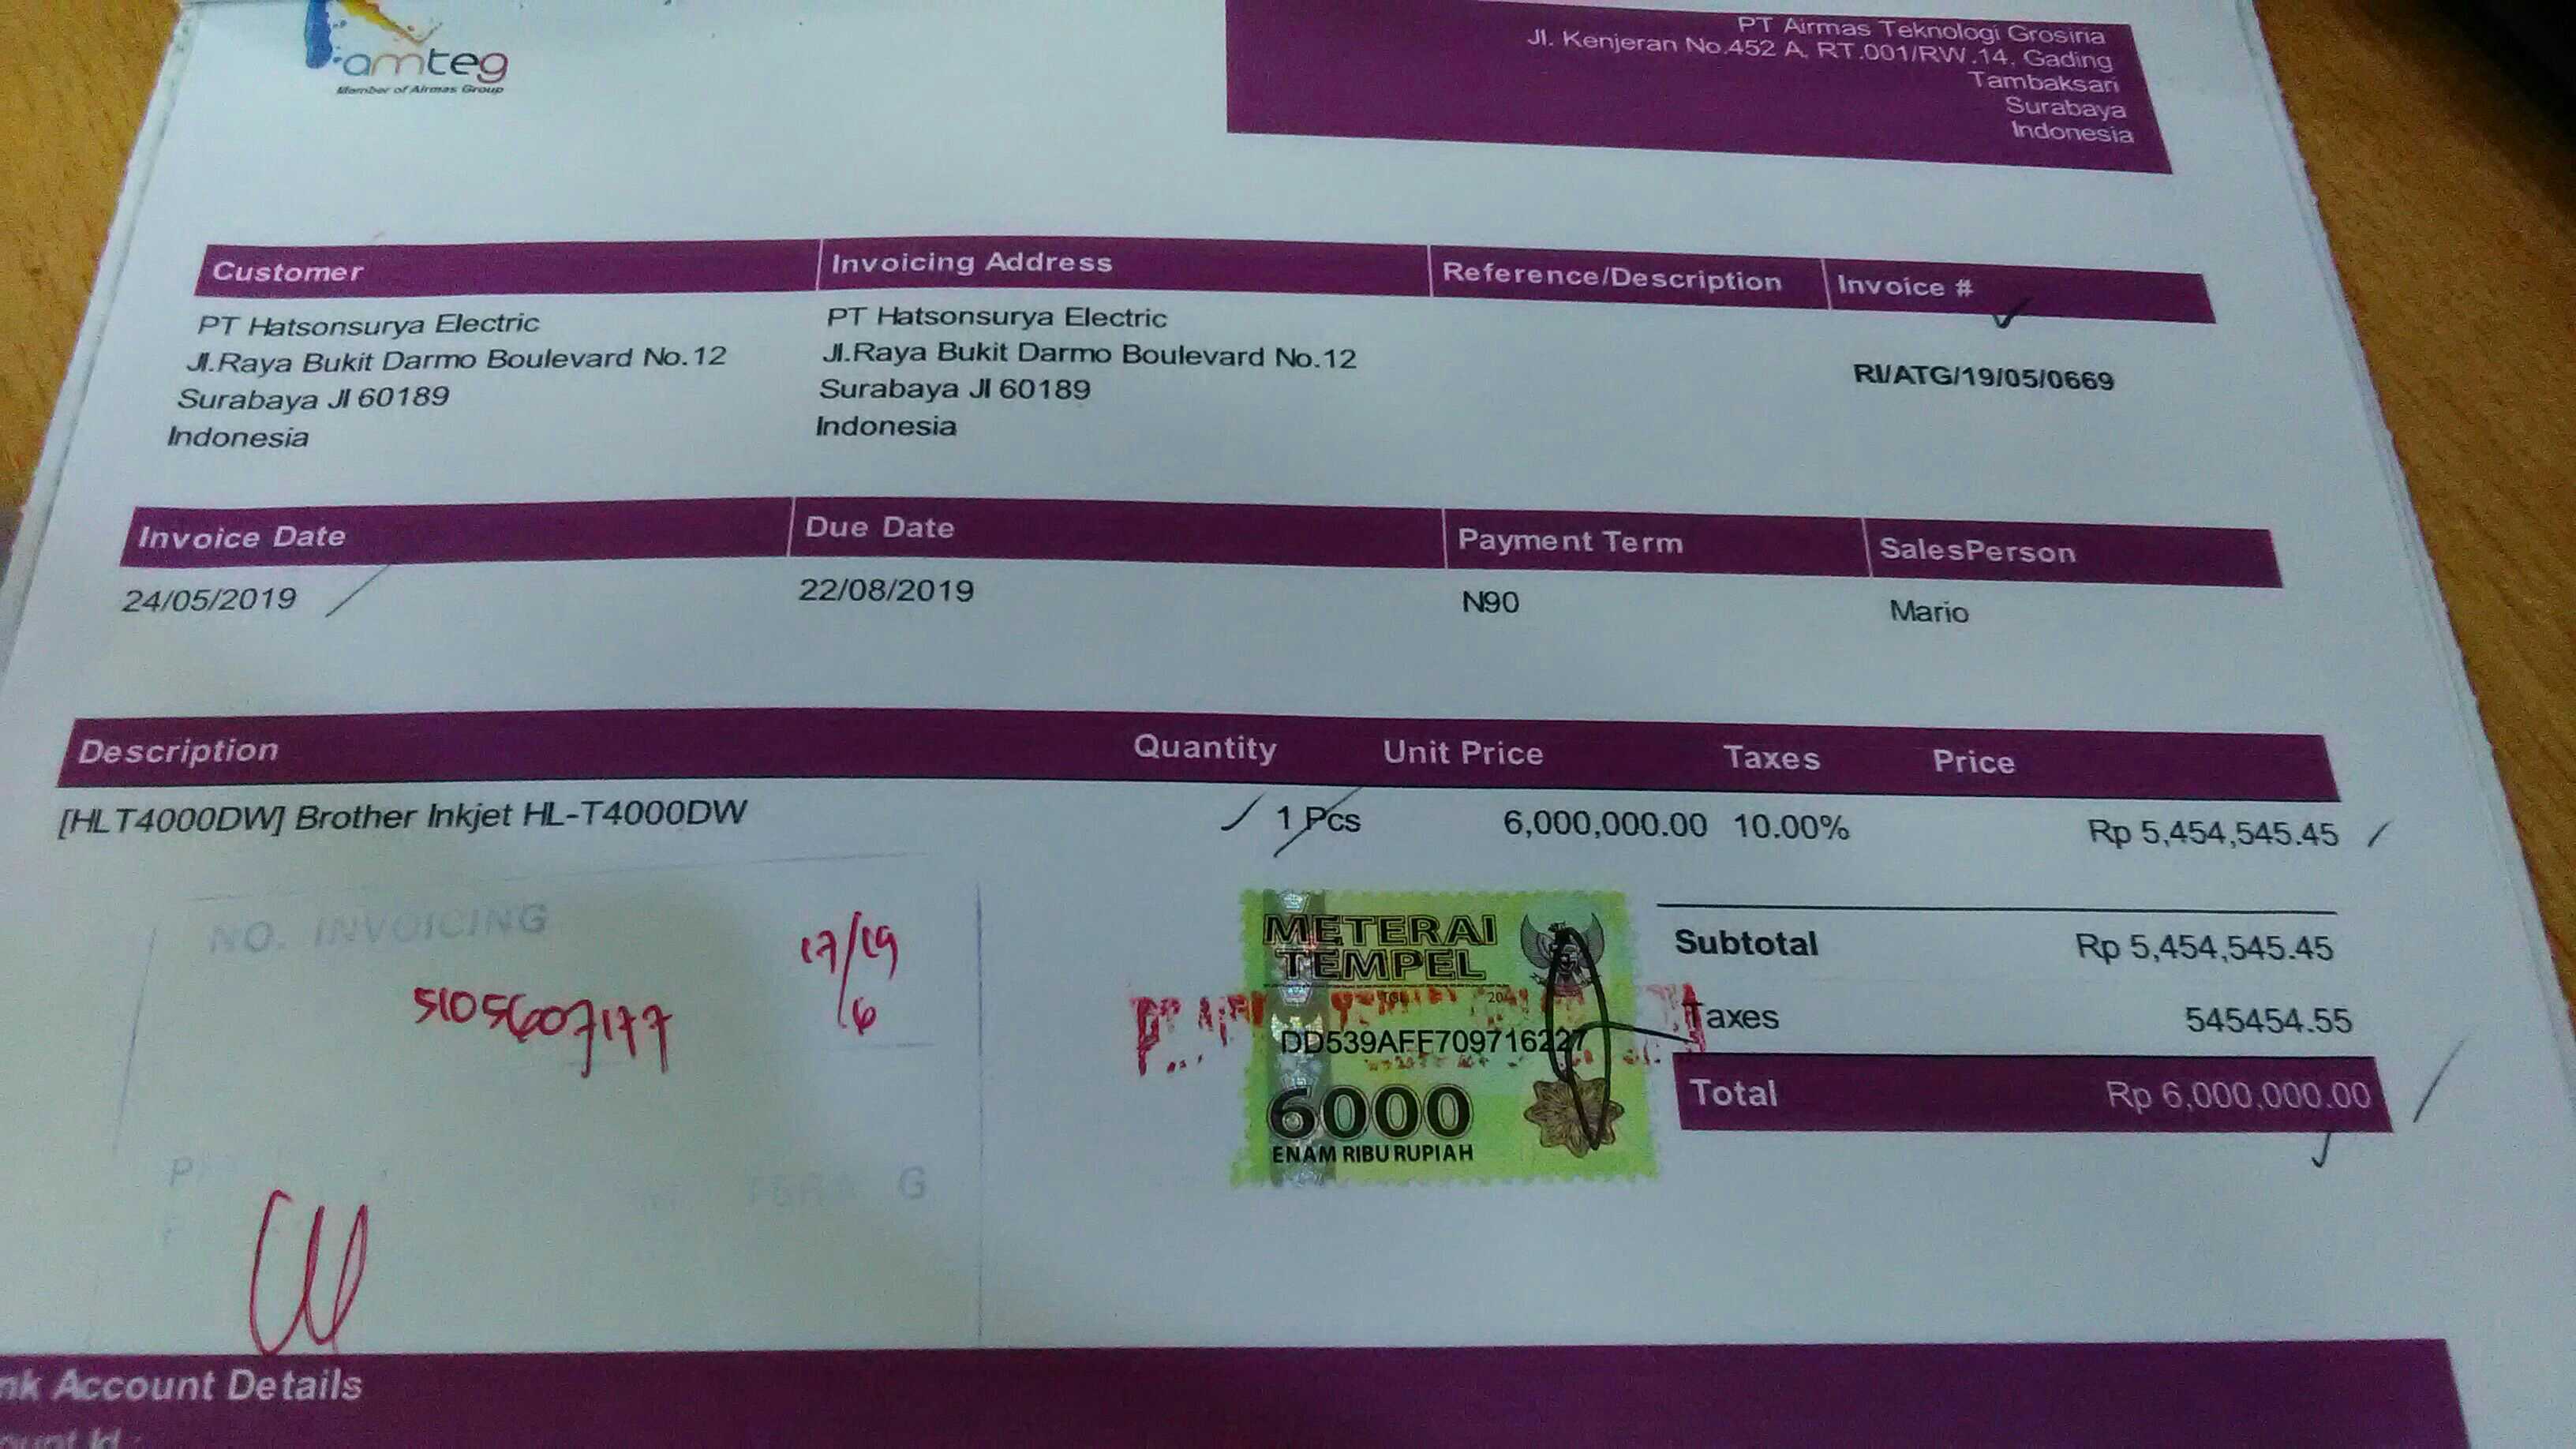 amteg
Member of Airmas Group
PT Airmas Teknologi Grosiria
Jl. Kenjeran No.452 A, RT.001/RW.14, Gading
Tambaksari
Surabaya
Indonesia
Customer Invoicing Address Reference/Description Invoice #
PT Hatsonsurya Electric PT Hatsonsurya Electric
Jl.Raya Bukit Darmo Boulevard No.12 Jl.Raya Bukit Darmo Boulevard No.12 RI/ATG/19/05/0669
Surabaya JI 60189 Surabaya JI 60189
Indonesia Indonesia
Invoice Date Due Date Payment Term SalesPerson
24/05/2019 22/08/2019 N90 Mario
Description Quantity Unit Price Taxes Price
[HLT4000DW] Brother Inkjet HL-T4000DW 1 Pcs 6,000,000.00 10.00% Rp 5,454,545.45
NO. INVOICING
5105607177
17/19
/6
METERAI
TEMPEL
DD539AFF709716227
6000
ENAM RIBU RUPIAH
Subtotal Rp 5,454,545.45
Taxes 545454.55
Total Rp 6,000,000.00
Account Details